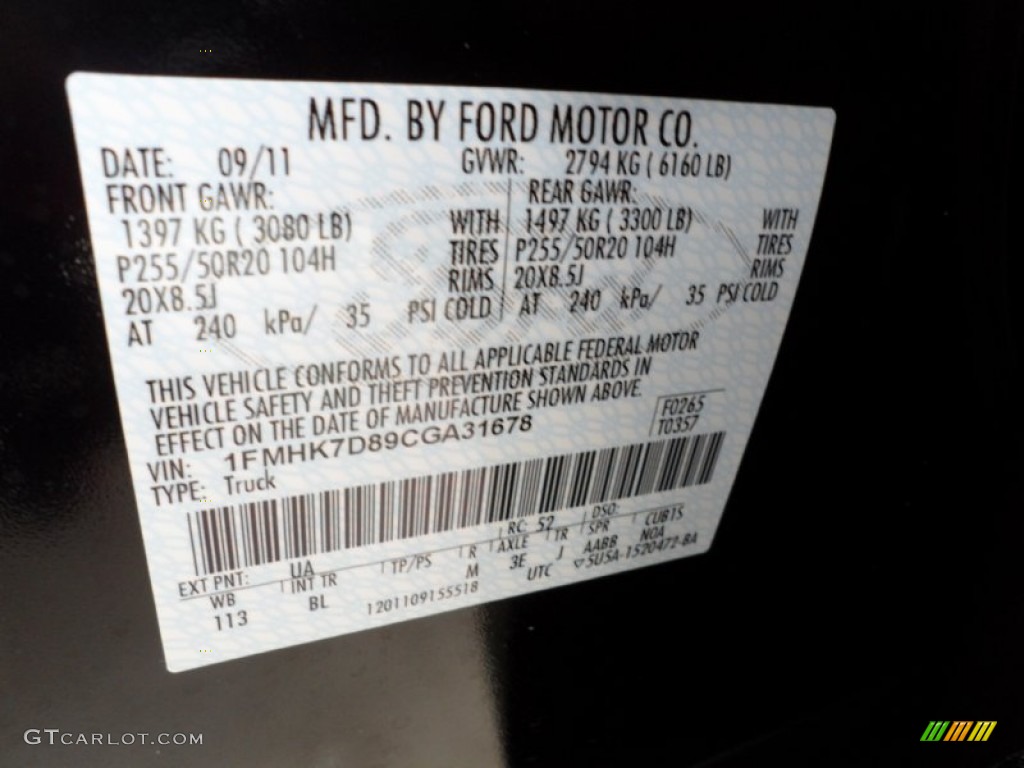 MFD. BY FORD MOTOR CO.
DATE: 09/11 GVWR: 2794 KG ( 6160 LB)
FRONT GAWR: REAR GAWR:
1397 KG ( 3080 LB) WITH 1497 KG ( 3300 LB) WITH
P255/50R20 104H TIRES P255/50R20 104H TIRES
20X8.5J RIMS 20X8.5J RIMS
AT 240 kPa/ 35 PSI COLD AT 240 kPa/ 35 PSI COLD
THIS VEHICLE CONFORMS TO ALL APPLICABLE FEDERAL MOTOR
VEHICLE SAFETY AND THEFT PREVENTION STANDARDS IN
EFFECT ON THE DATE OF MANUFACTURE SHOWN ABOVE.
F0265
VIN: 1FMHK7D89CGA31678 T0357
TYPE: Truck
EXT PNT: UA RC: 52 DSO:
WB INT TR TP/PS R AXLE TR SPR CUBTS
113 BL M 3E J AABB NOA
1201109155518 UTC ▽5USA-1520472-BA
GTCARLOT.COM